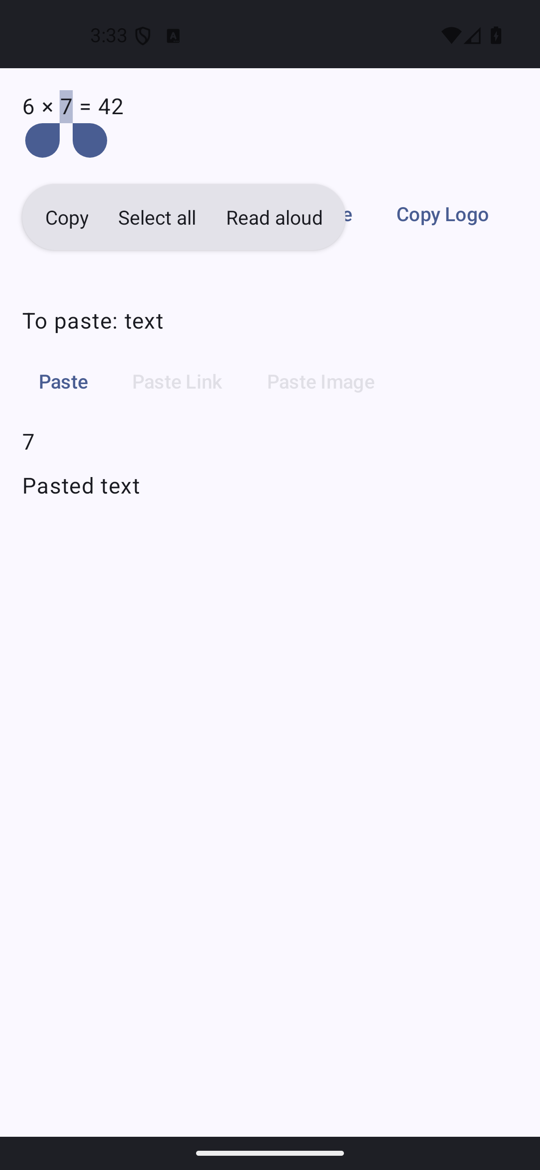 3:33
6 × 7 = 42
Copy Select all Read aloud e Copy Logo
To paste: text
Paste Paste Link Paste Image
7
Pasted text